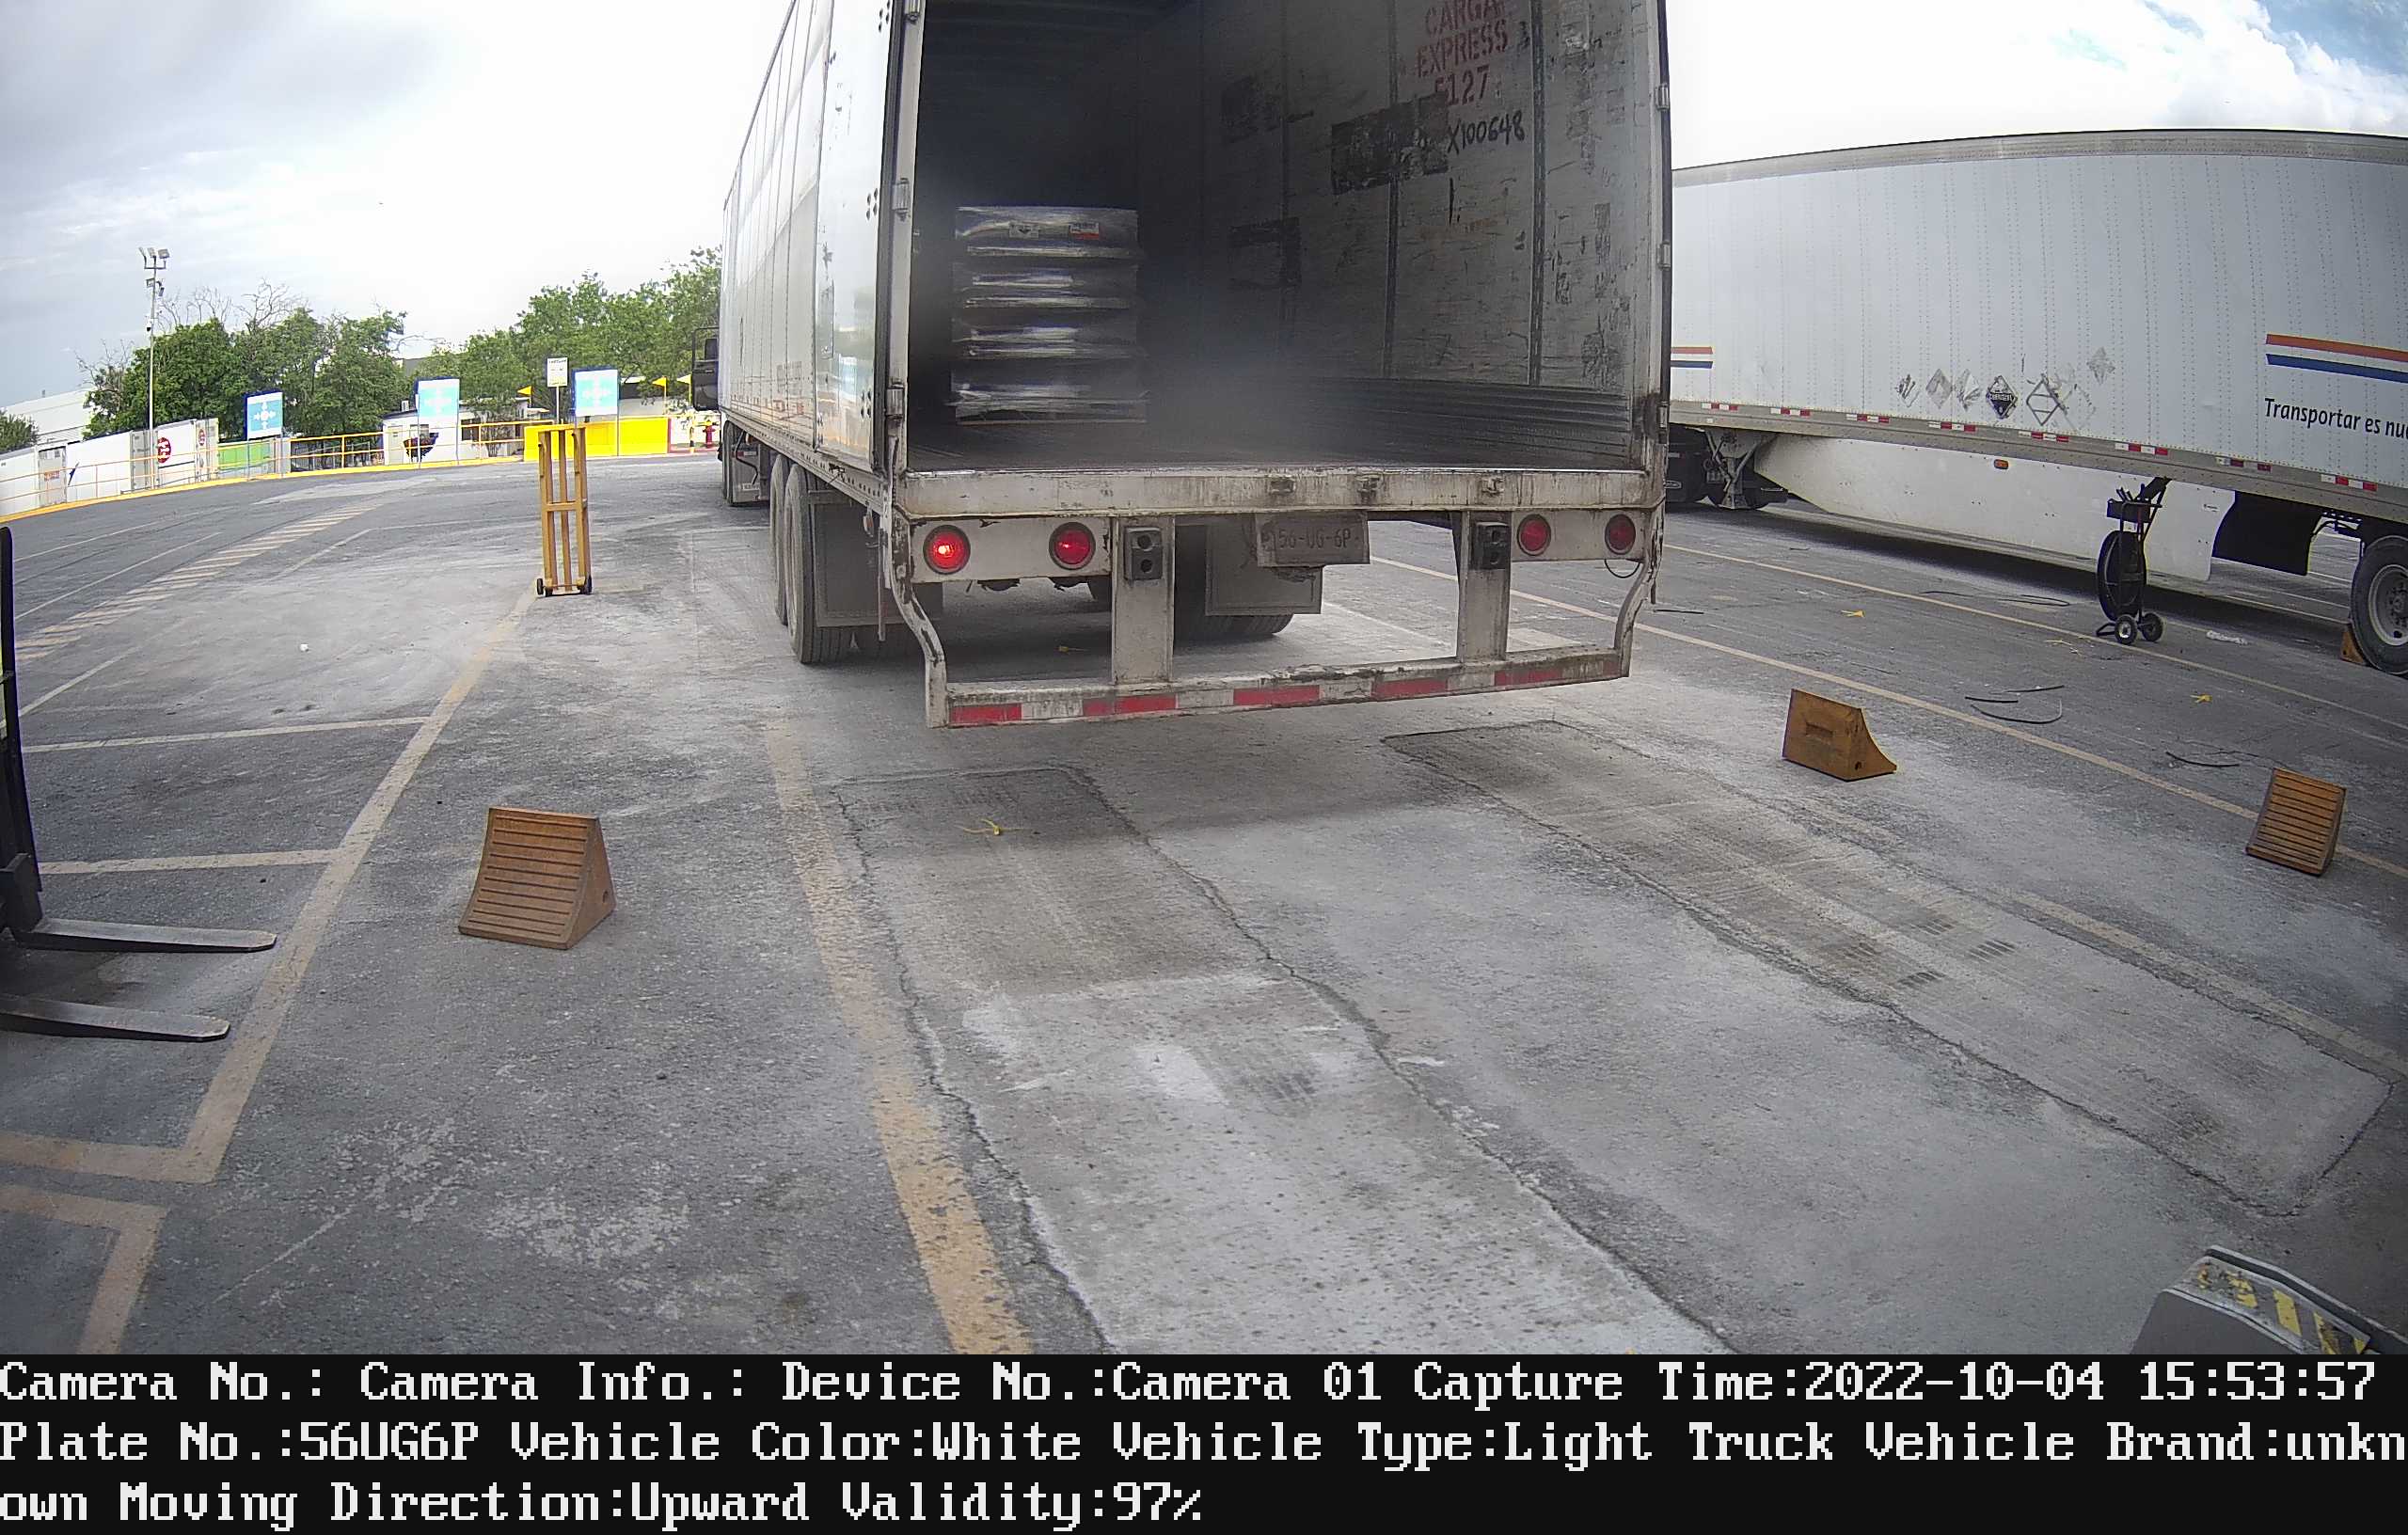 CARGA
EXPRESS
5127
X100648
Transportar es nu
56-UG-6P
Camera No.: Camera Info.: Device No.:Camera 01 Capture Time:2022-10-04 15:53:57
Plate No.:56UG6P Vehicle Color:White Vehicle Type:Light Truck Vehicle Brand:unkn
own Moving Direction:Upward Validity:97%